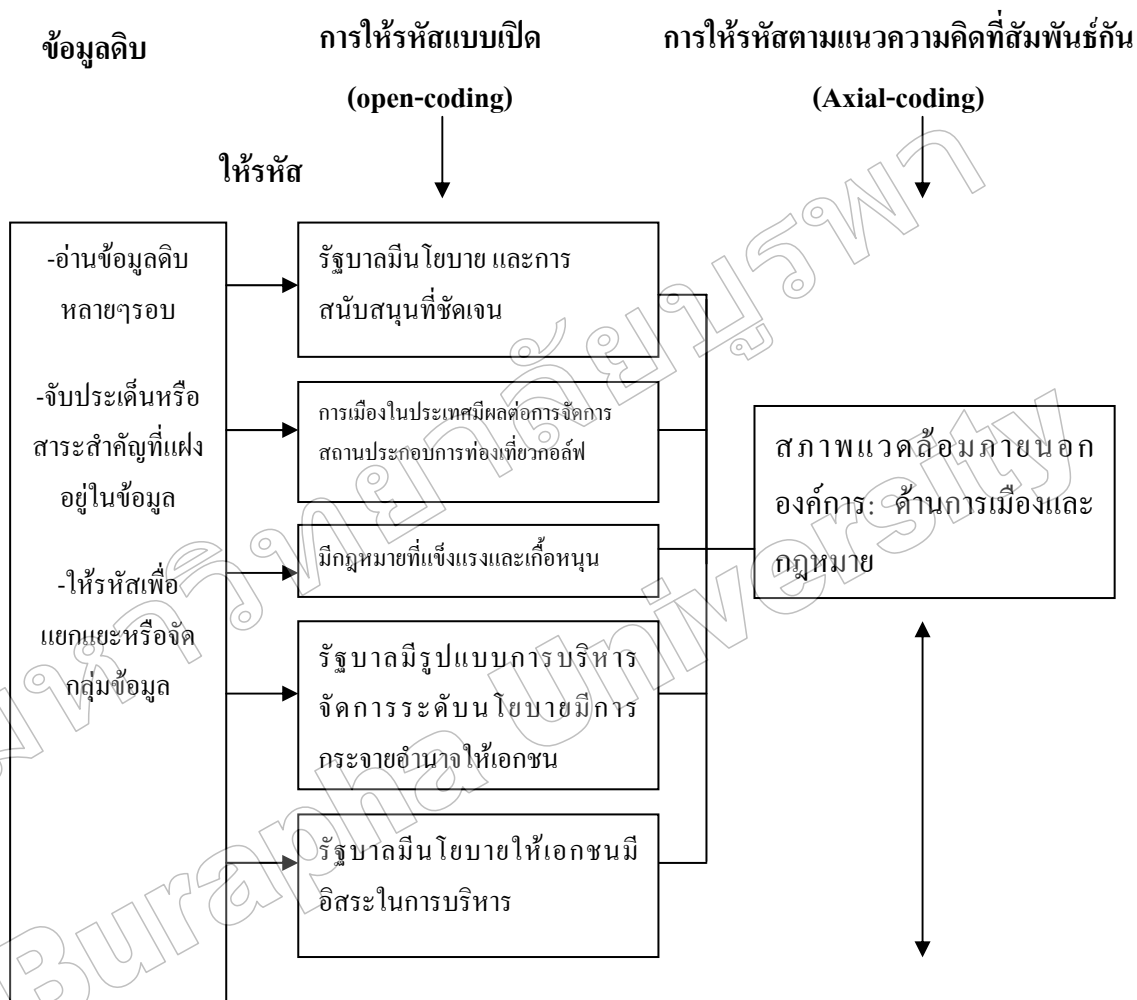 ข้อมูลดิบ
การให้รหัสแบบเปิด
(open-coding)
การให้รหัสตามแนวความคิดที่สัมพันธ์กัน
(Axial-coding)
ให้รหัส
-อ่านข้อมูลดิบ
หลายๆรอบ
-จับประเด็นหรือ
สาระสำคัญที่แฝง
อยู่ในข้อมูล
-ให้รหัสเพื่อ
แยกแยะหรือจัด
กลุ่มข้อมูล
รัฐบาลมีนโยบาย และการ
สนับสนุนที่ชัดเจน
การเมืองในประเทศมีผลต่อการจัดการ
สถานประกอบการท่องเที่ยวกอล์ฟ
มีกฎหมายที่แข็งแรงและเกื้อหนุน
รัฐบาลมีรูปแบบการบริหาร
จัดการระดับนโยบายมีการ
กระจายอำนาจให้เอกชน
รัฐบาลมีนโยบายให้เอกชนมี
อิสระในการบริหาร
สภาพแวดล้อมภายนอก
องค์การ: ด้านการเมืองและ
กฎหมาย
มหาวิทยาลัยบูรพา
Burapha University